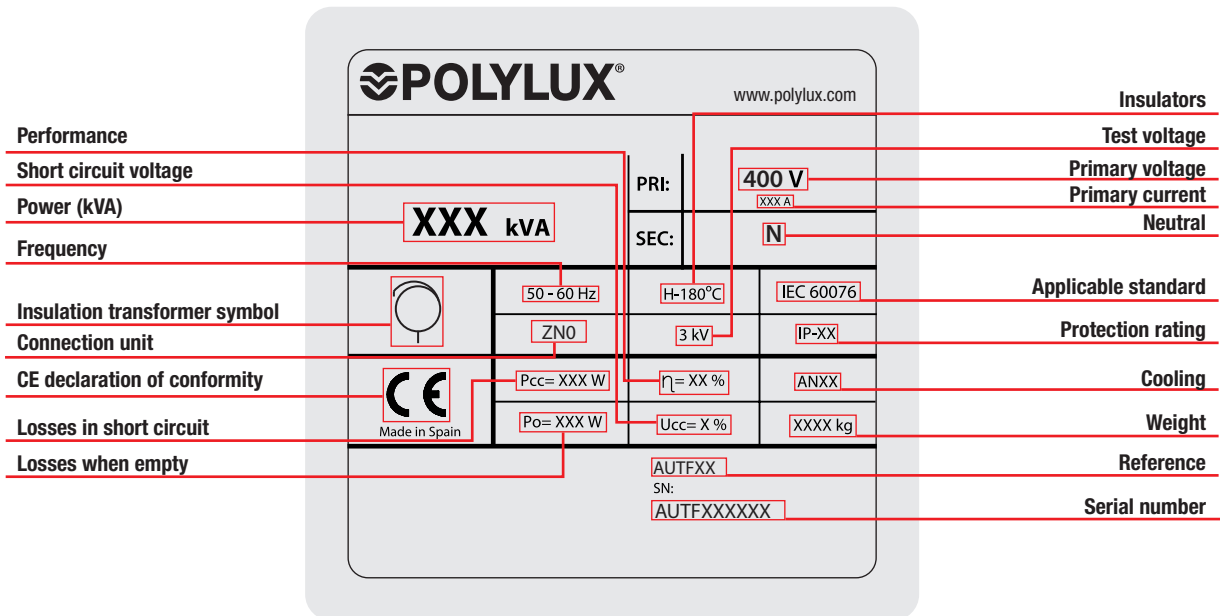 POLYLUX®
www.polylux.com
Performance
Short circuit voltage
Power (kVA)
Frequency
Insulation transformer symbol
Connection unit
CE declaration of conformity
Losses in short circuit
Losses when empty
XXX kVA
PRI:
400 V
XXX A
SEC:
N
50 - 60 Hz
H-180°C
IEC 60076
ZN0
3 kV
IP-XX
CE
Made in Spain
Pcc= XXX W
η= XX %
ANXX
Po= XXX W
Ucc= X %
XXXX kg
AUTFXX
SN:
AUTFXXXXXX
Insulators
Test voltage
Primary voltage
Primary current
Neutral
Applicable standard
Protection rating
Cooling
Weight
Reference
Serial number